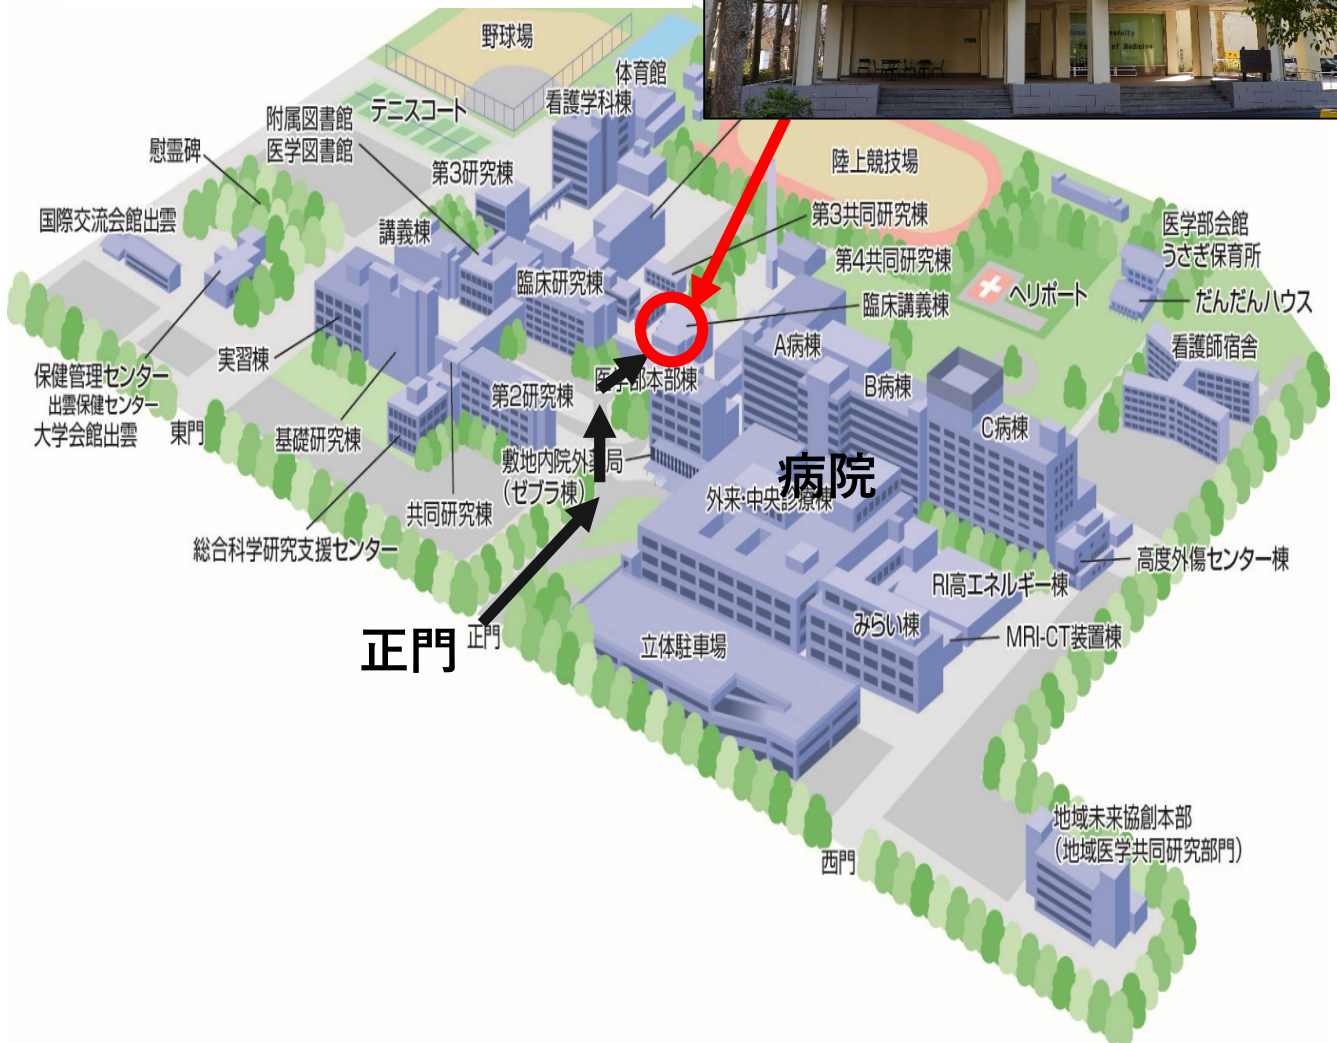 野球場
体育館
看護学科棟
テニスコート
附属図書館
医学図書館
慰霊碑
第3研究棟
陸上競技場
国際交流会館出雲
講義棟
第3共同研究棟
医学部会館
うさぎ保育所
臨床研究棟
第4共同研究棟
ヘリポート
だんだんハウス
臨床講義棟
実習棟
A病棟
看護師宿舎
保健管理センター
出雲保健センター
大学会館出雲
医学部本部棟
B病棟
第2研究棟
東門
基礎研究棟
C病棟
敷地内院外薬局
（ゼブラ棟）
病院
外来・中央診療棟
共同研究棟
総合科学研究支援センター
高度外傷センター棟
RI高エネルギー棟
みらい棟
MRI-CT装置棟
正門
正門
立体駐車場
地域未来協創本部
（地域医学共同研究部門）
西門